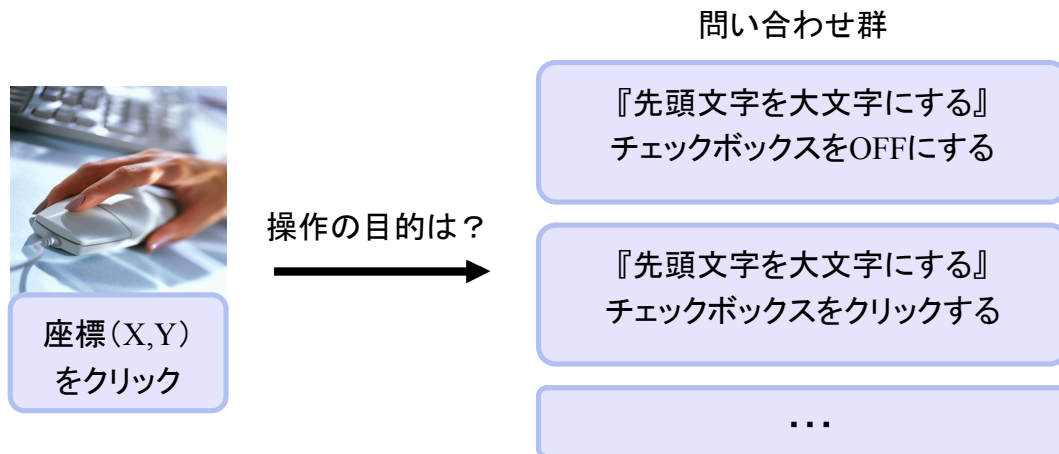 問い合わせ群
『先頭文字を大文字にする』
チェックボックスをOFFにする
操作の目的は？
『先頭文字を大文字にする』
チェックボックスをクリックする
座標（X,Y）
をクリック
･･･